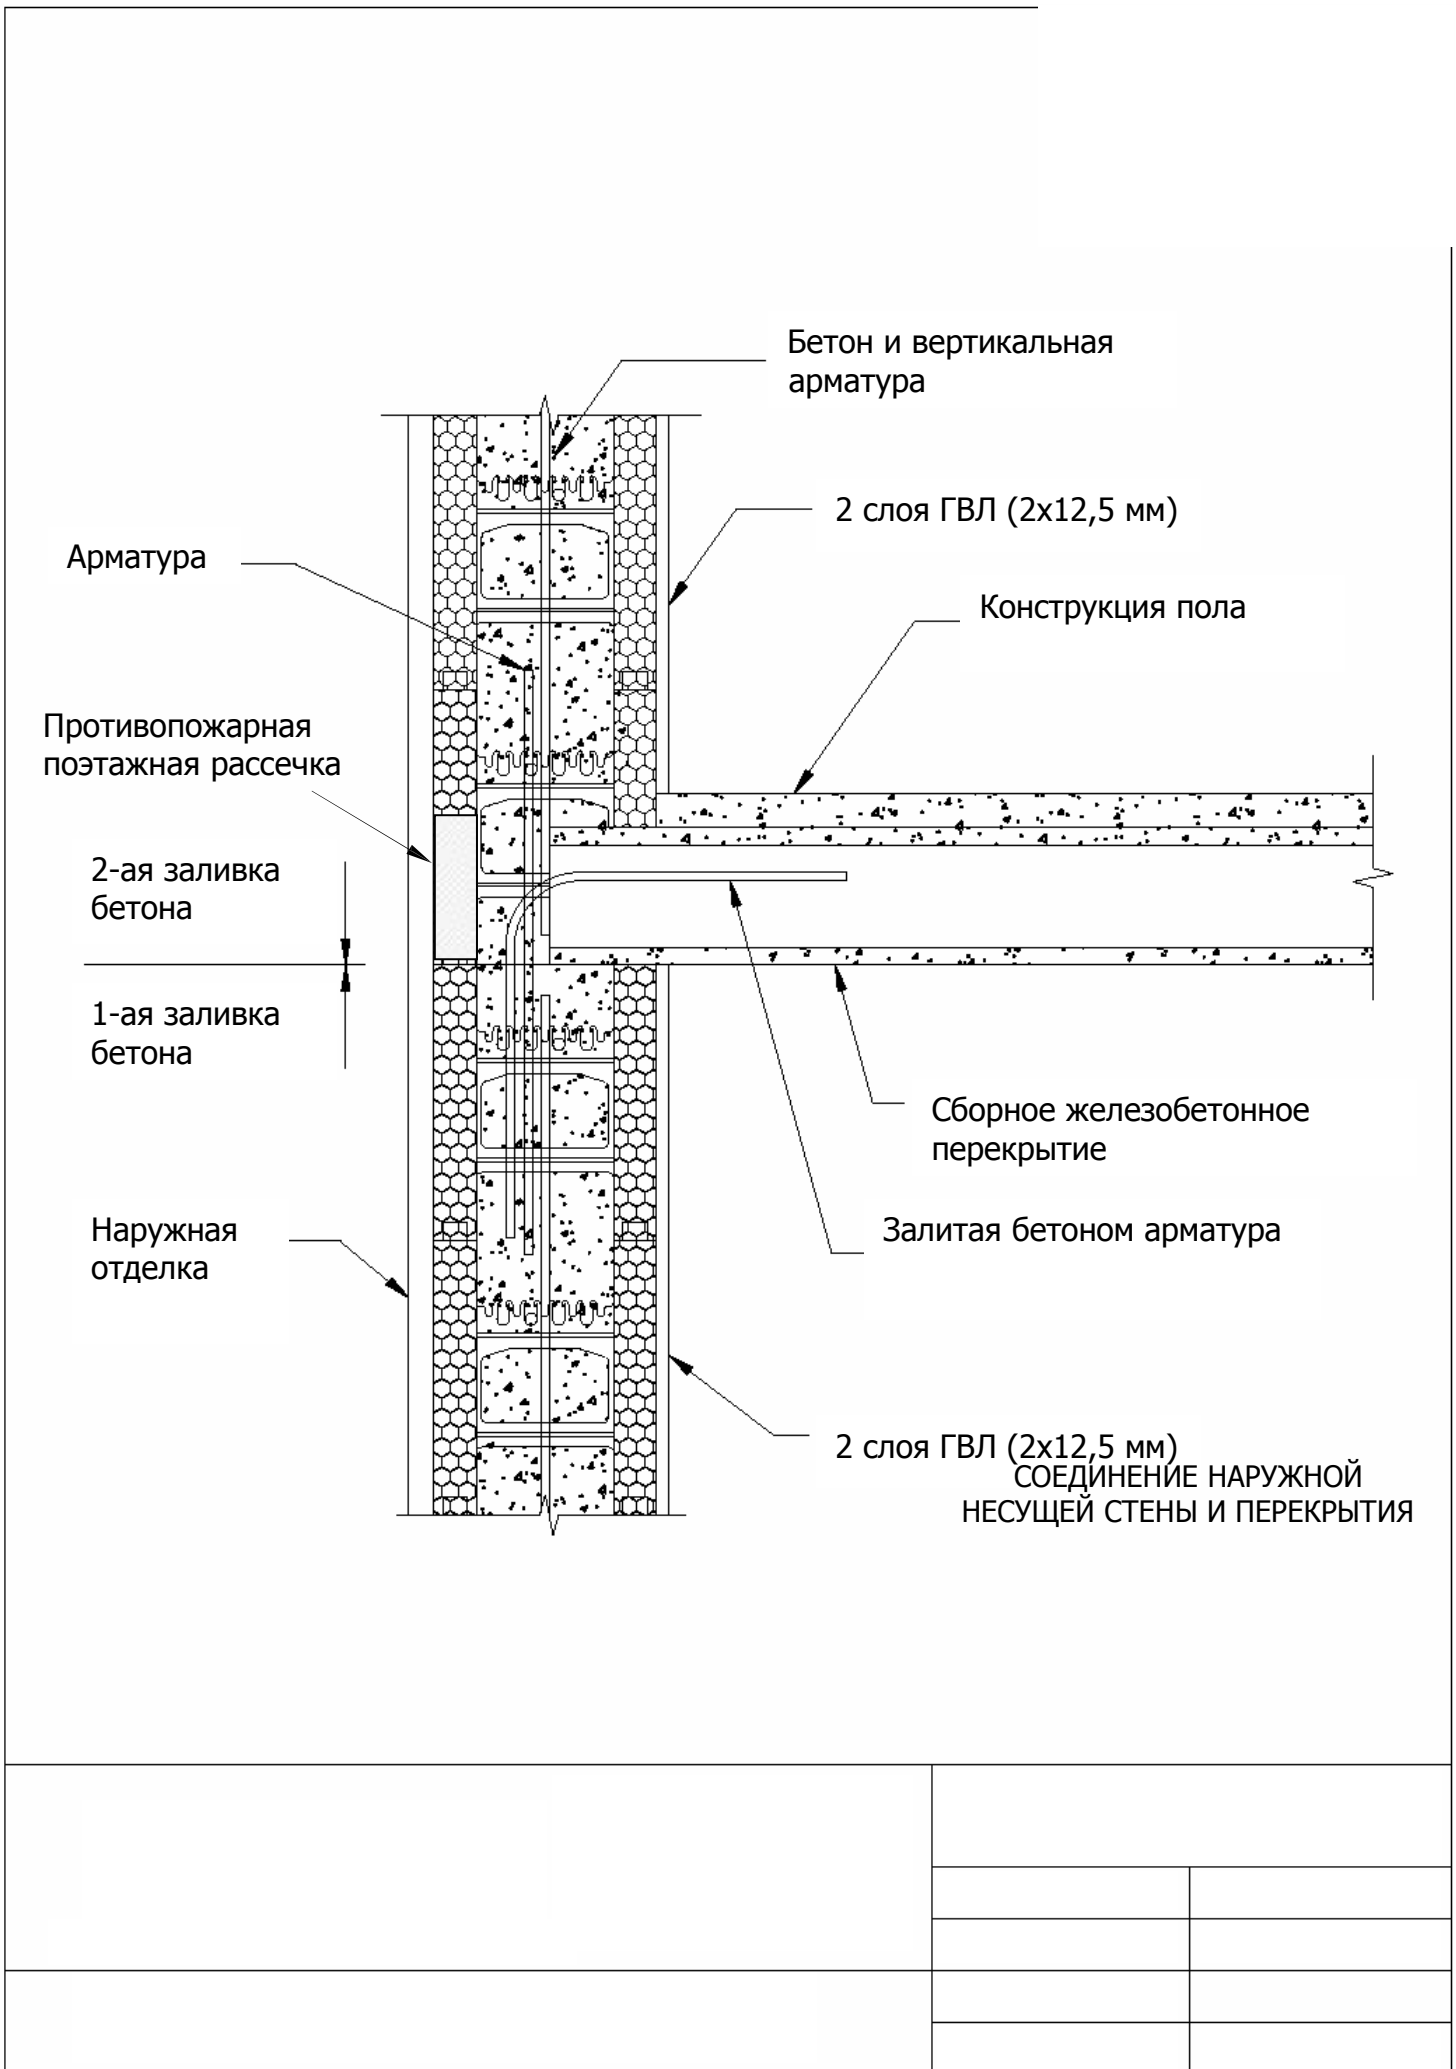 Бетон и вертикальная
арматура
2 слоя ГВЛ (2х12,5 мм)
Арматура
Конструкция пола
Противопожарная
поэтажная рассечка
2-ая заливка
бетона
1-ая заливка
бетона
Сборное железобетонное
перекрытие
Наружная
отделка
Залитая бетоном арматура
2 слоя ГВЛ (2х12,5 мм)
СОЕДИНЕНИЕ НАРУЖНОЙ
НЕСУЩЕЙ СТЕНЫ И ПЕРЕКРЫТИЯ